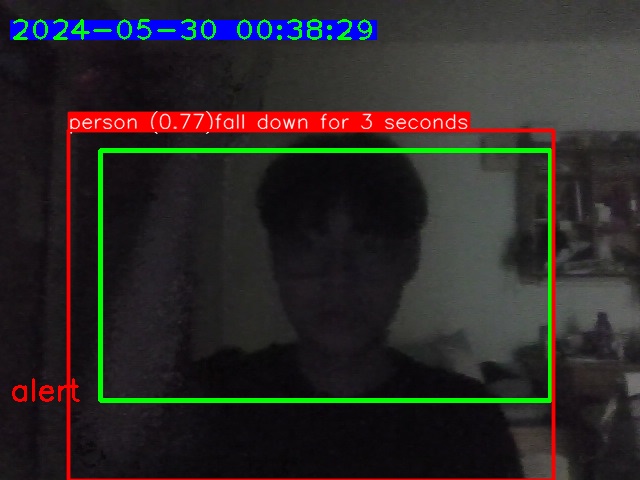 2024-05-30 00:38:29
person (0.77)fall down for 3 seconds
alert